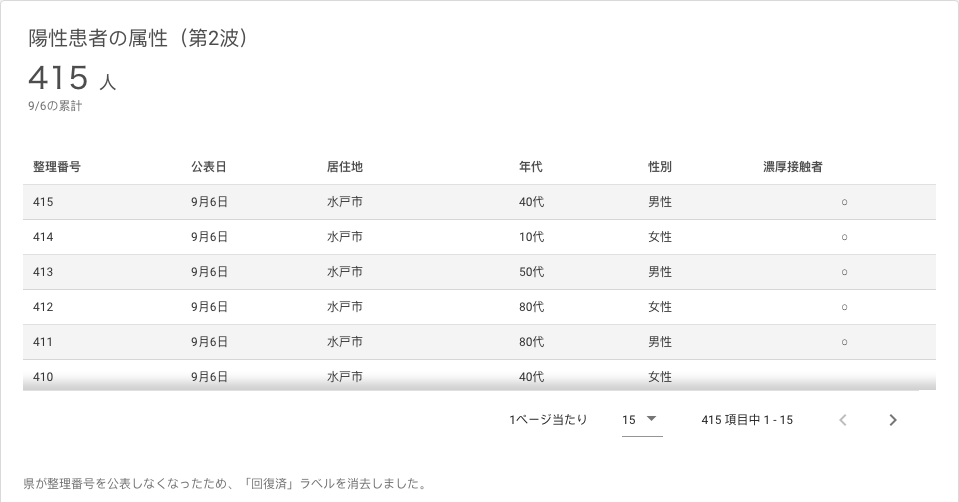 陽性患者の属性（第2波）
415 人
9/6の累計
整理番号 公表日 居住地 年代 性別 濃厚接触者
415 9月6日 水戸市 40代 男性 ○
414 9月6日 水戸市 10代 女性 ○
413 9月6日 水戸市 50代 男性 ○
412 9月6日 水戸市 80代 女性 ○
411 9月6日 水戸市 80代 男性 ○
410 9月6日 水戸市 40代 女性
1ページ当たり 15 415 項目中 1 - 15
県が整理番号を公表しなくなったため、「回復済」ラベルを消去しました。